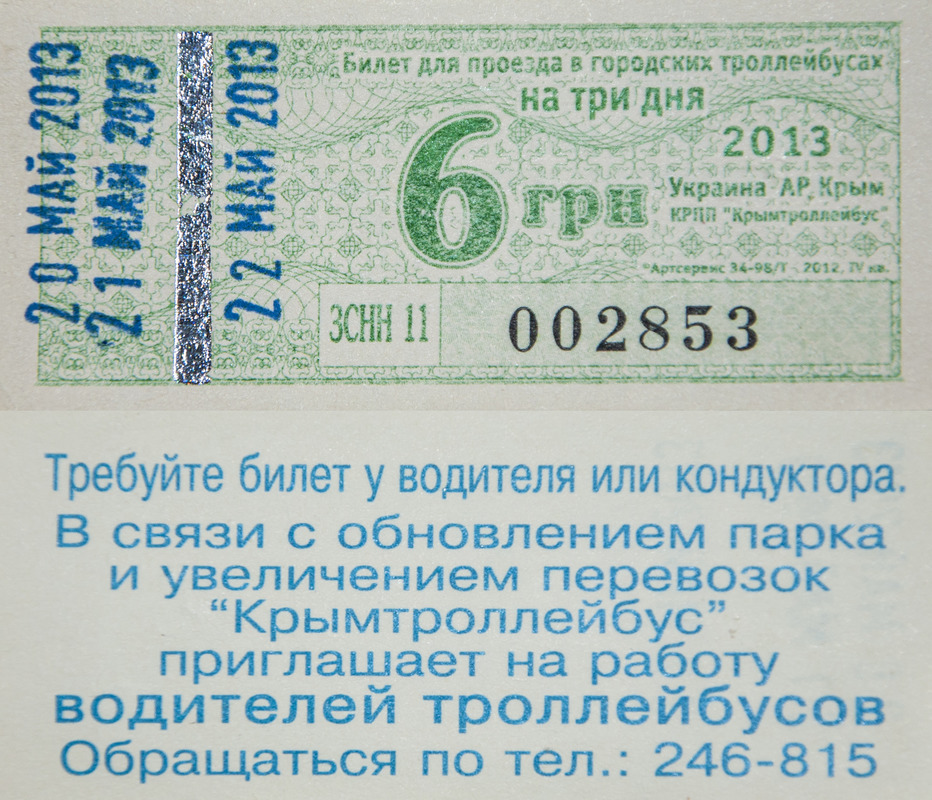 20 МАЙ 2013
21 МАЙ 2013
22 МАЙ 2013
Билет для проезда в городских троллейбусах
на три дня
2013
6 грн
Украина АР Крым
КРПП "Крымтроллейбус"
"Артсервис 34-98/Т - 2012, IV кв.
ЗСНН 11
002853
Требуйте билет у водителя или кондуктора.
В связи с обновлением парка
и увеличением перевозок
“Крымтроллейбус”
приглашает на работу
водителей троллейбусов
Обращаться по тел.: 246-815